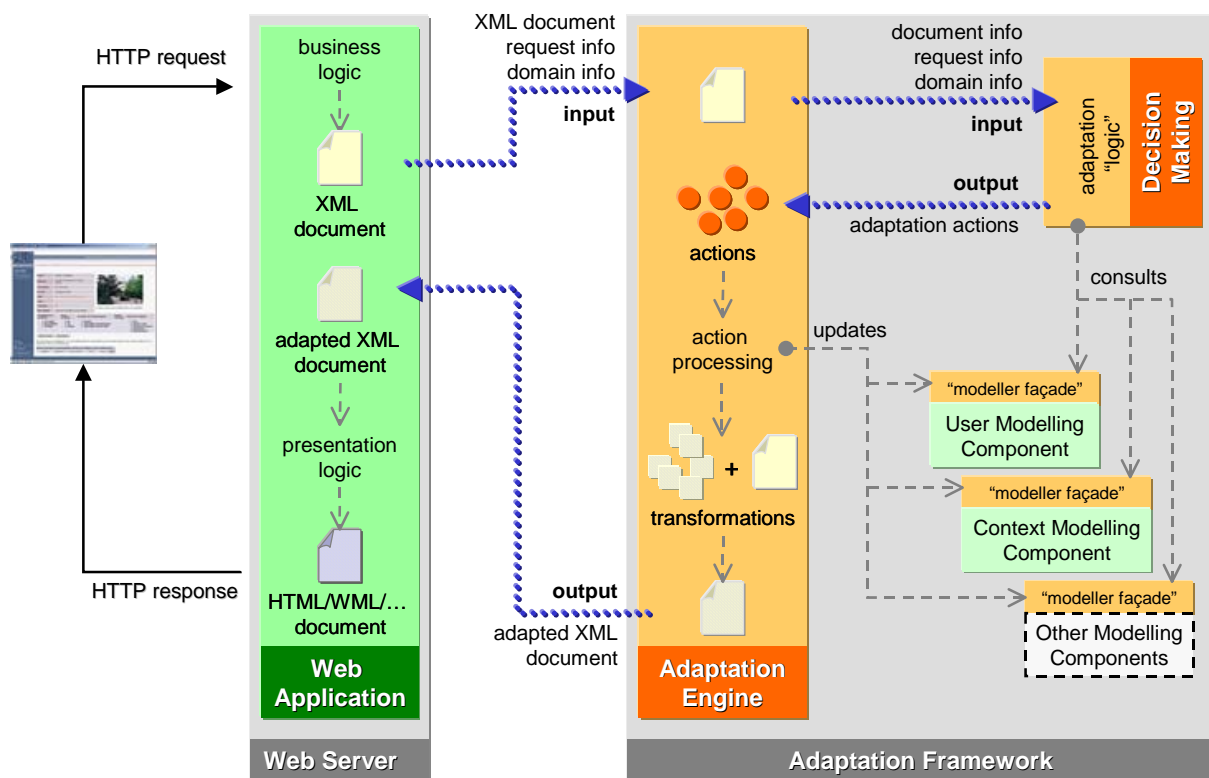 HTTP request
HTTP response
business
logic
XML
document
adapted XML
document
presentation
logic
HTML/WML/…
document
Web
Application
Web Server
XML document
request info
domain info
input
output
adapted XML
document
actions
action
processing
transformations
+
Adaptation
Engine
document info
request info
domain info
input
output
adaptation actions
adaptation
“logic”
Decision
Making
consults
updates
“modeller façade”
User Modelling
Component
“modeller façade”
Context Modelling
Component
“modeller façade”
Other Modelling
Components
Adaptation Framework